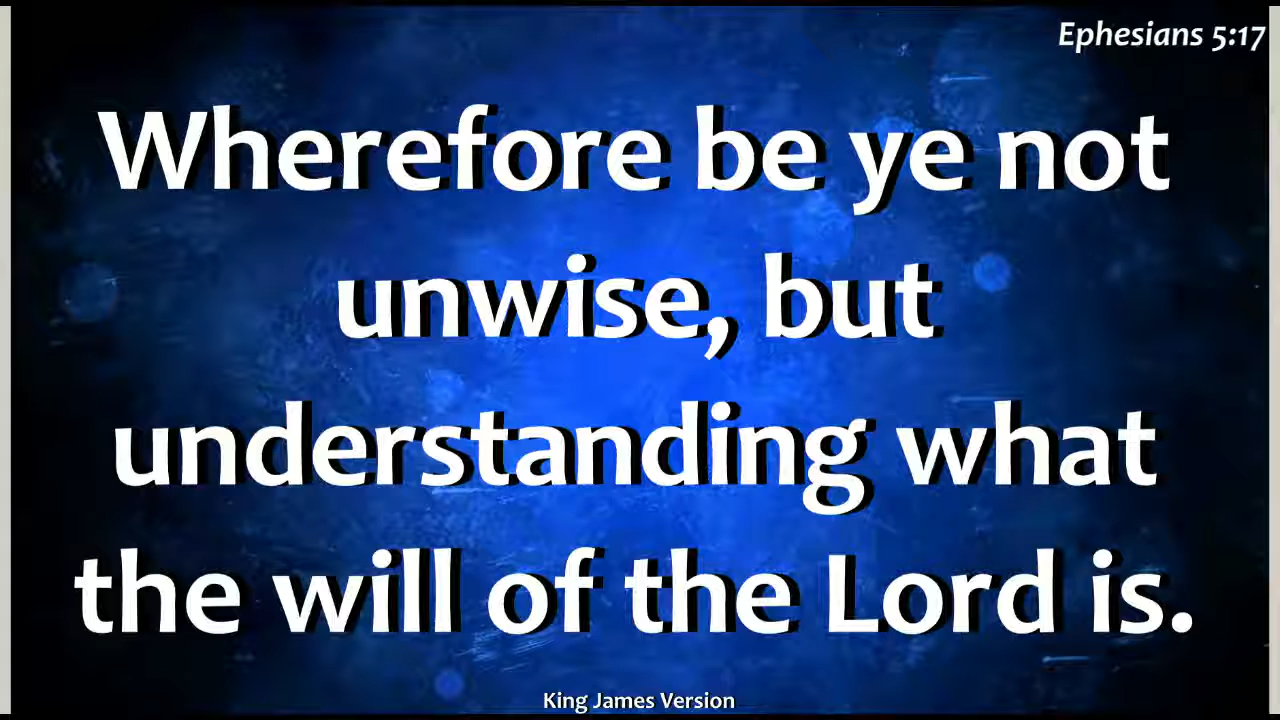 Ephesians 5:17
Wherefore be ye not
unwise, but
understanding what
the will of the Lord is.
King James Version